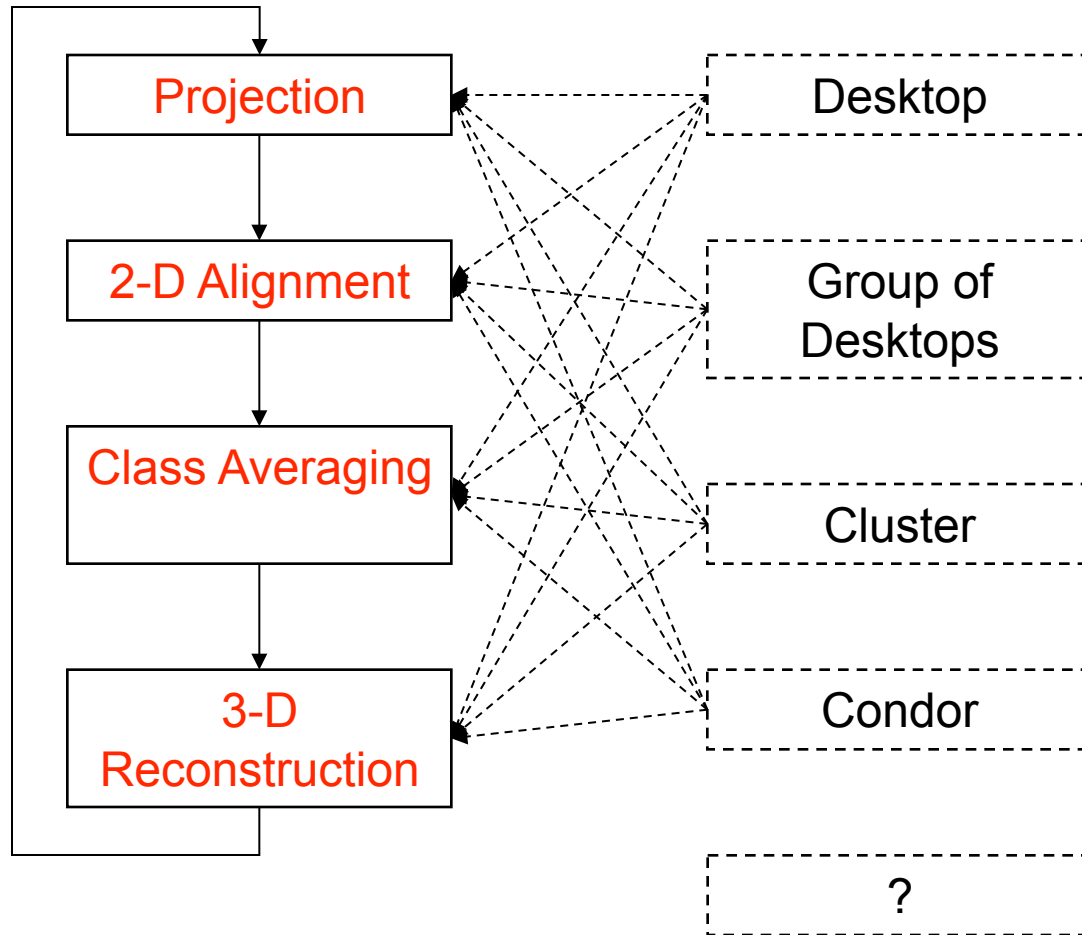 Projection
2-D Alignment
Class Averaging
3-D
Reconstruction
Desktop
Group of
Desktops
Cluster
Condor
?